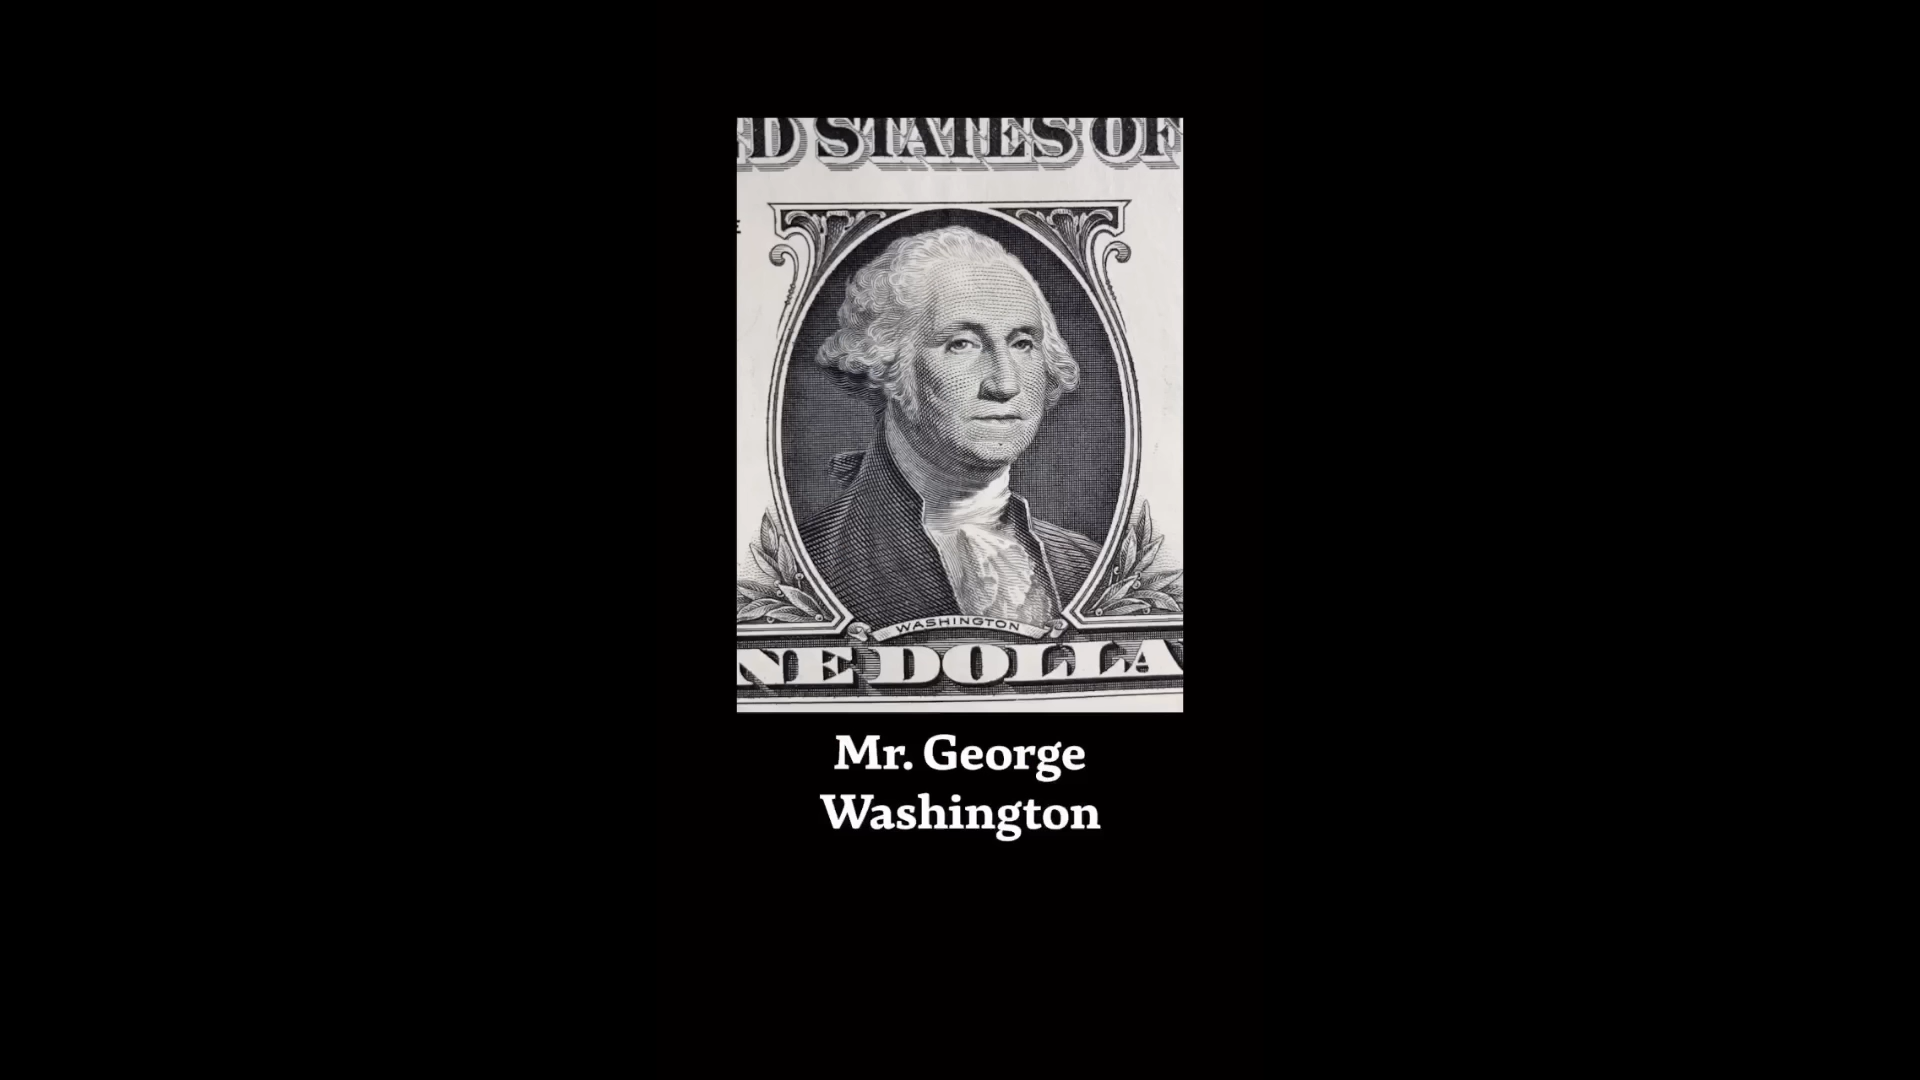 D STATES OF
WASHINGTON
NE DOLLA
Mr. George
Washington